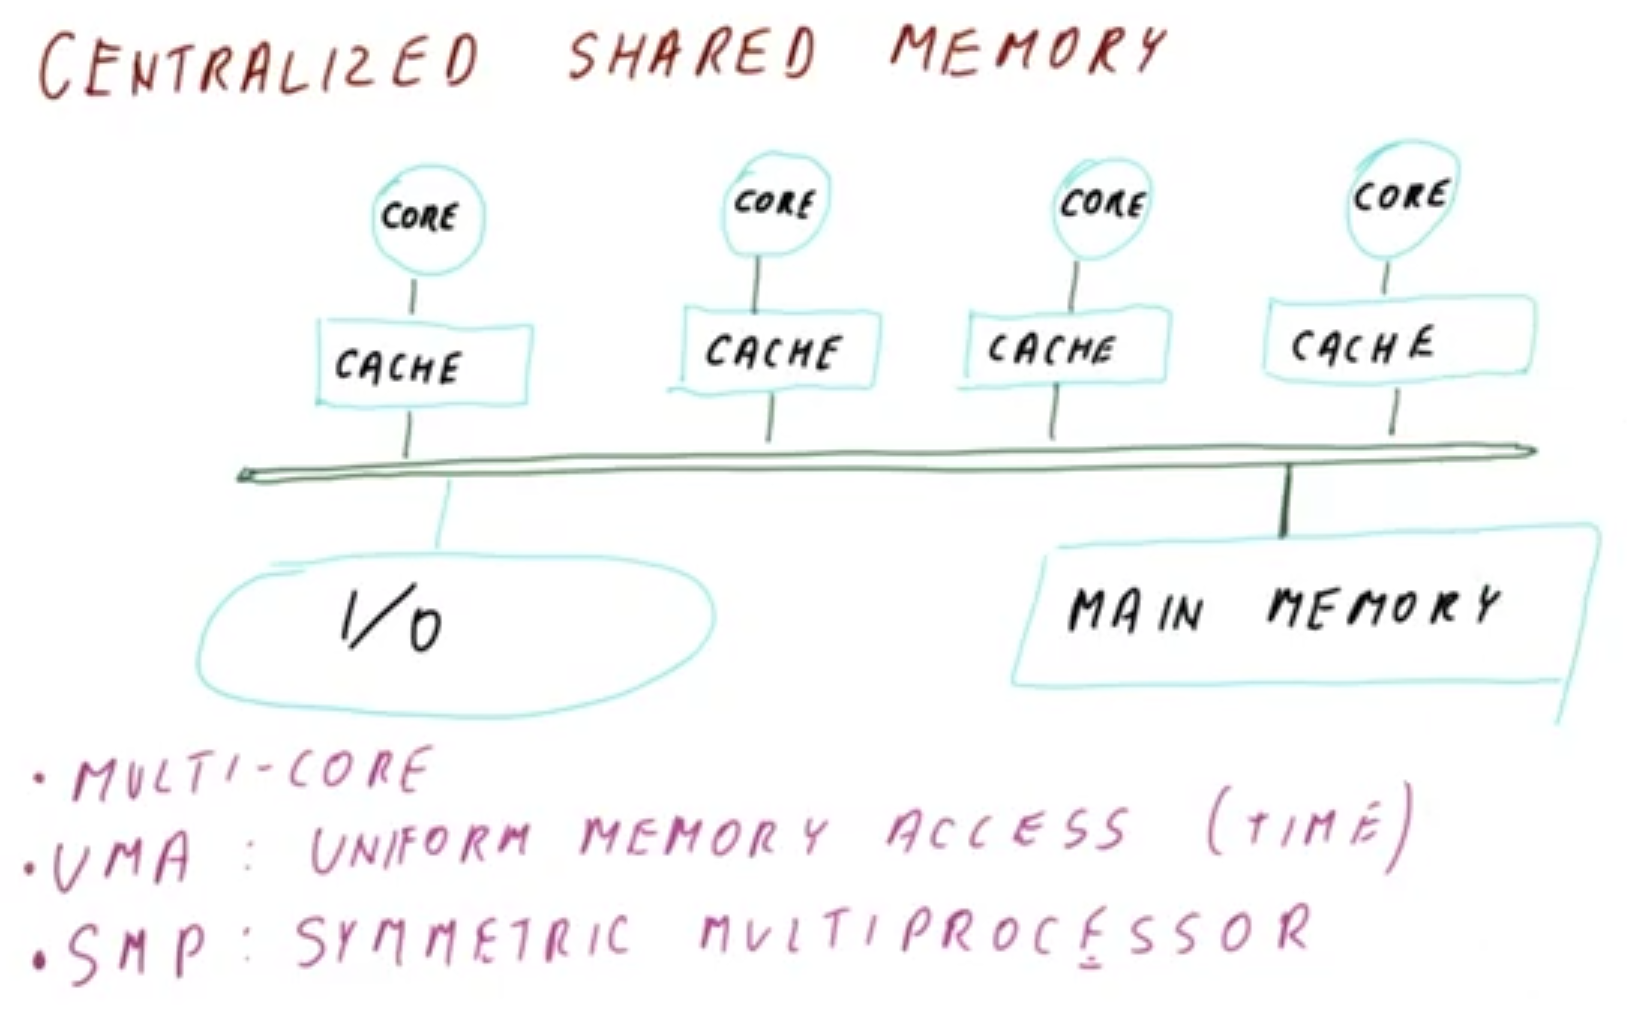 CENTRALIZED SHARED MEMORY
CORE CORE CORE CORE
CACHE CACHE CACHE CACHE
I/O MAIN MEMORY
• MULTI-CORE
• UMA : UNIFORM MEMORY ACCESS (TIME)
• SMP : SYMMETRIC MULTIPROCESSOR